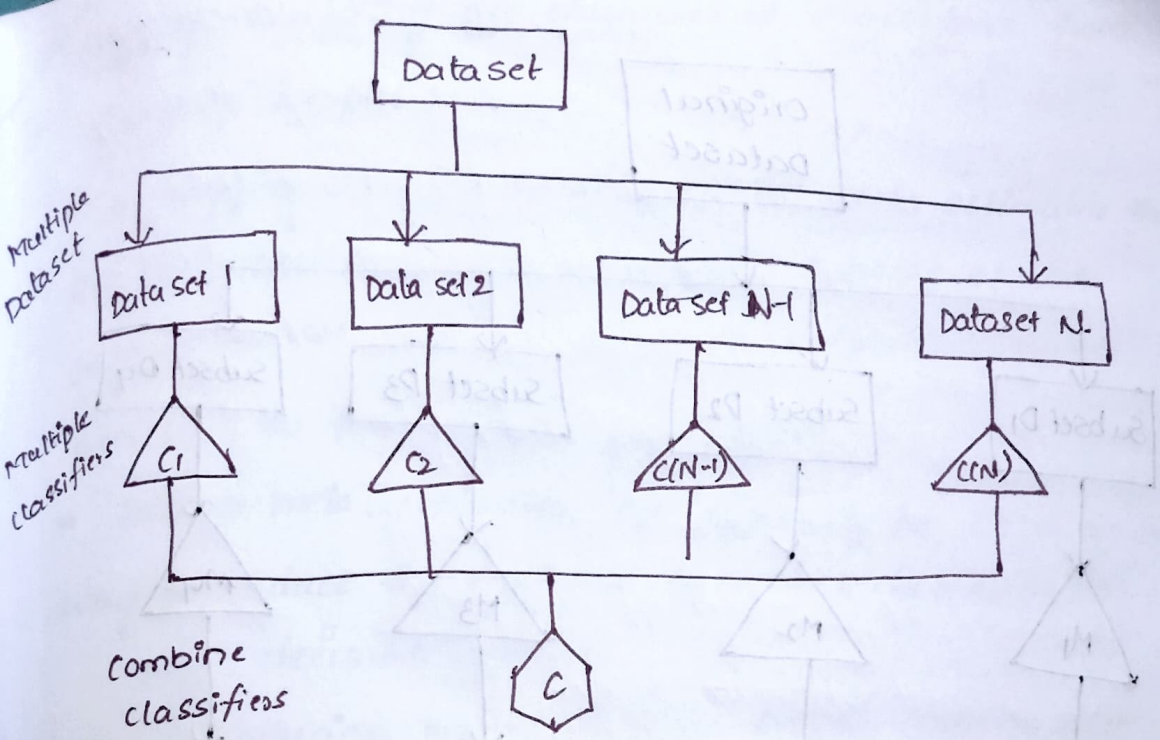 Dataset
Multiple
Dataset
Data set 1
Data set 2
Data set N-1
Dataset N.
Multiple
classifiers
C1
C2
C(N-1)
C(N)
Combine
classifiers
C